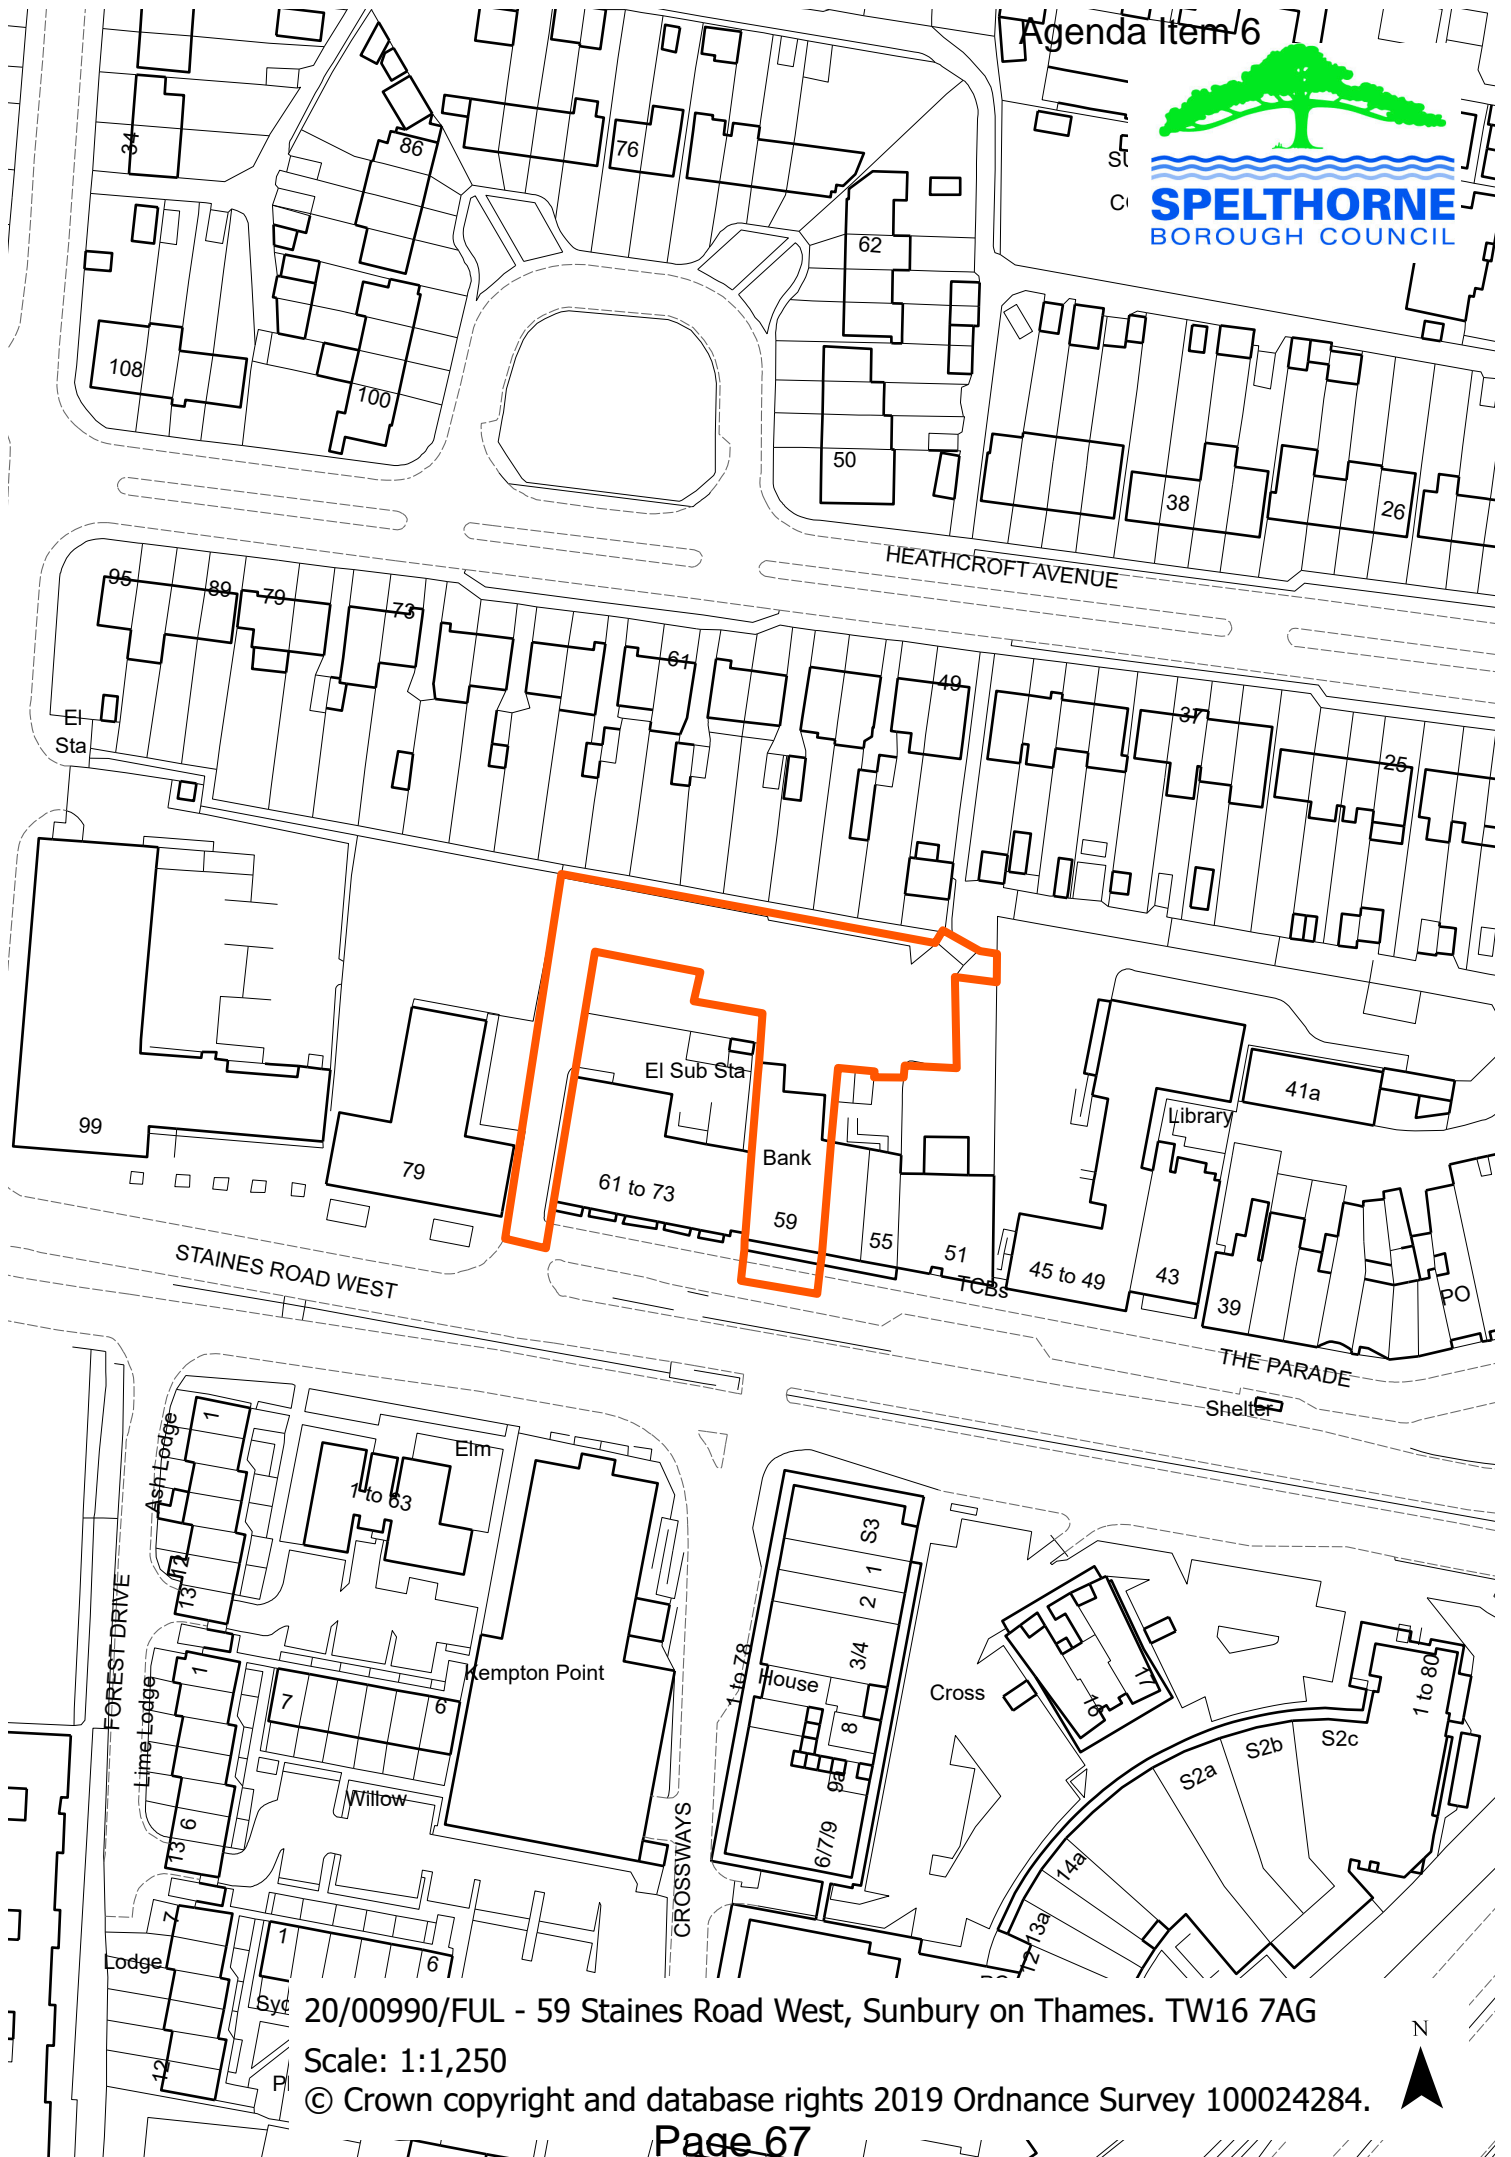 Agenda Item 6
SPELTHORNE
BOROUGH COUNCIL
34
86
76
62
108
100
50
38
26
HEATHCROFT AVENUE
95
89
79
73
61
49
37
25
El
Sta
El Sub Sta
41a
Library
99
79
61 to 73
Bank
59
55
51
45 to 49
43
39
PO
TCBs
STAINES ROAD WEST
THE PARADE
Shelter
Ash Lodge
1
12
13
Elm
1 to 63
FOREST DRIVE
Lime Lodge
1
6
13
7
6
Kempton Point
Willow
CROSSWAYS
1 to 78
House
S3
1
2
3/4
8
9a
6/7/9
Cross
16
17
1 to 80
S2a
S2b
S2c
14a
13a
12
7
Lodge
12
1
6
20/00990/FUL - 59 Staines Road West, Sunbury on Thames. TW16 7AG
Scale: 1:1,250
© Crown copyright and database rights 2019 Ordnance Survey 100024284.
N
Page 67